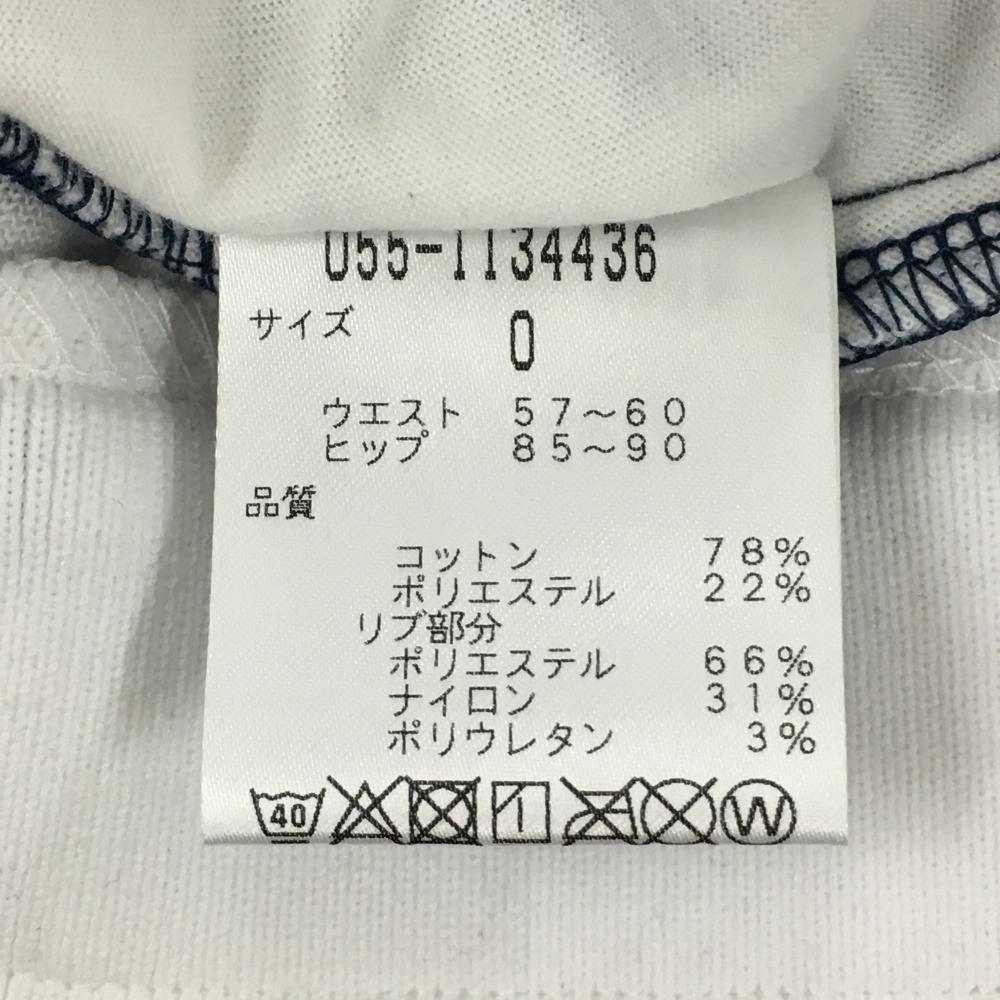 055-1134436
サイズ 0
ウエスト 57〜60
ヒップ 85〜90
品質
コットン 78%
ポリエステル 22%
リブ部分
ポリエステル 66%
ナイロン 31%
ポリウレタン 3%
40 W